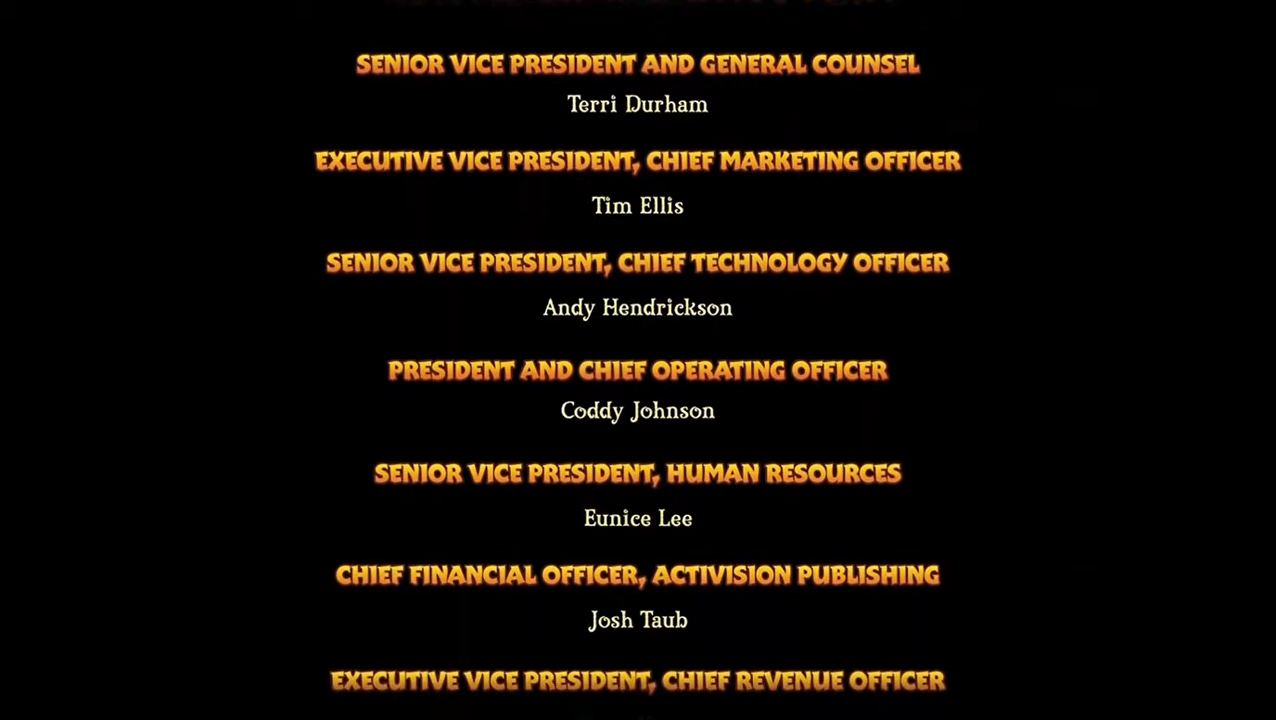 SENIOR VICE PRESIDENT AND GENERAL COUNSEL
Terri Durham
EXECUTIVE VICE PRESIDENT, CHIEF MARKETING OFFICER
Tim Ellis
SENIOR VICE PRESIDENT, CHIEF TECHNOLOGY OFFICER
Andy Hendrickson
PRESIDENT AND CHIEF OPERATING OFFICER
Coddy Johnson
SENIOR VICE PRESIDENT, HUMAN RESOURCES
Eunice Lee
CHIEF FINANCIAL OFFICER, ACTIVISION PUBLISHING
Josh Taub
EXECUTIVE VICE PRESIDENT, CHIEF REVENUE OFFICER